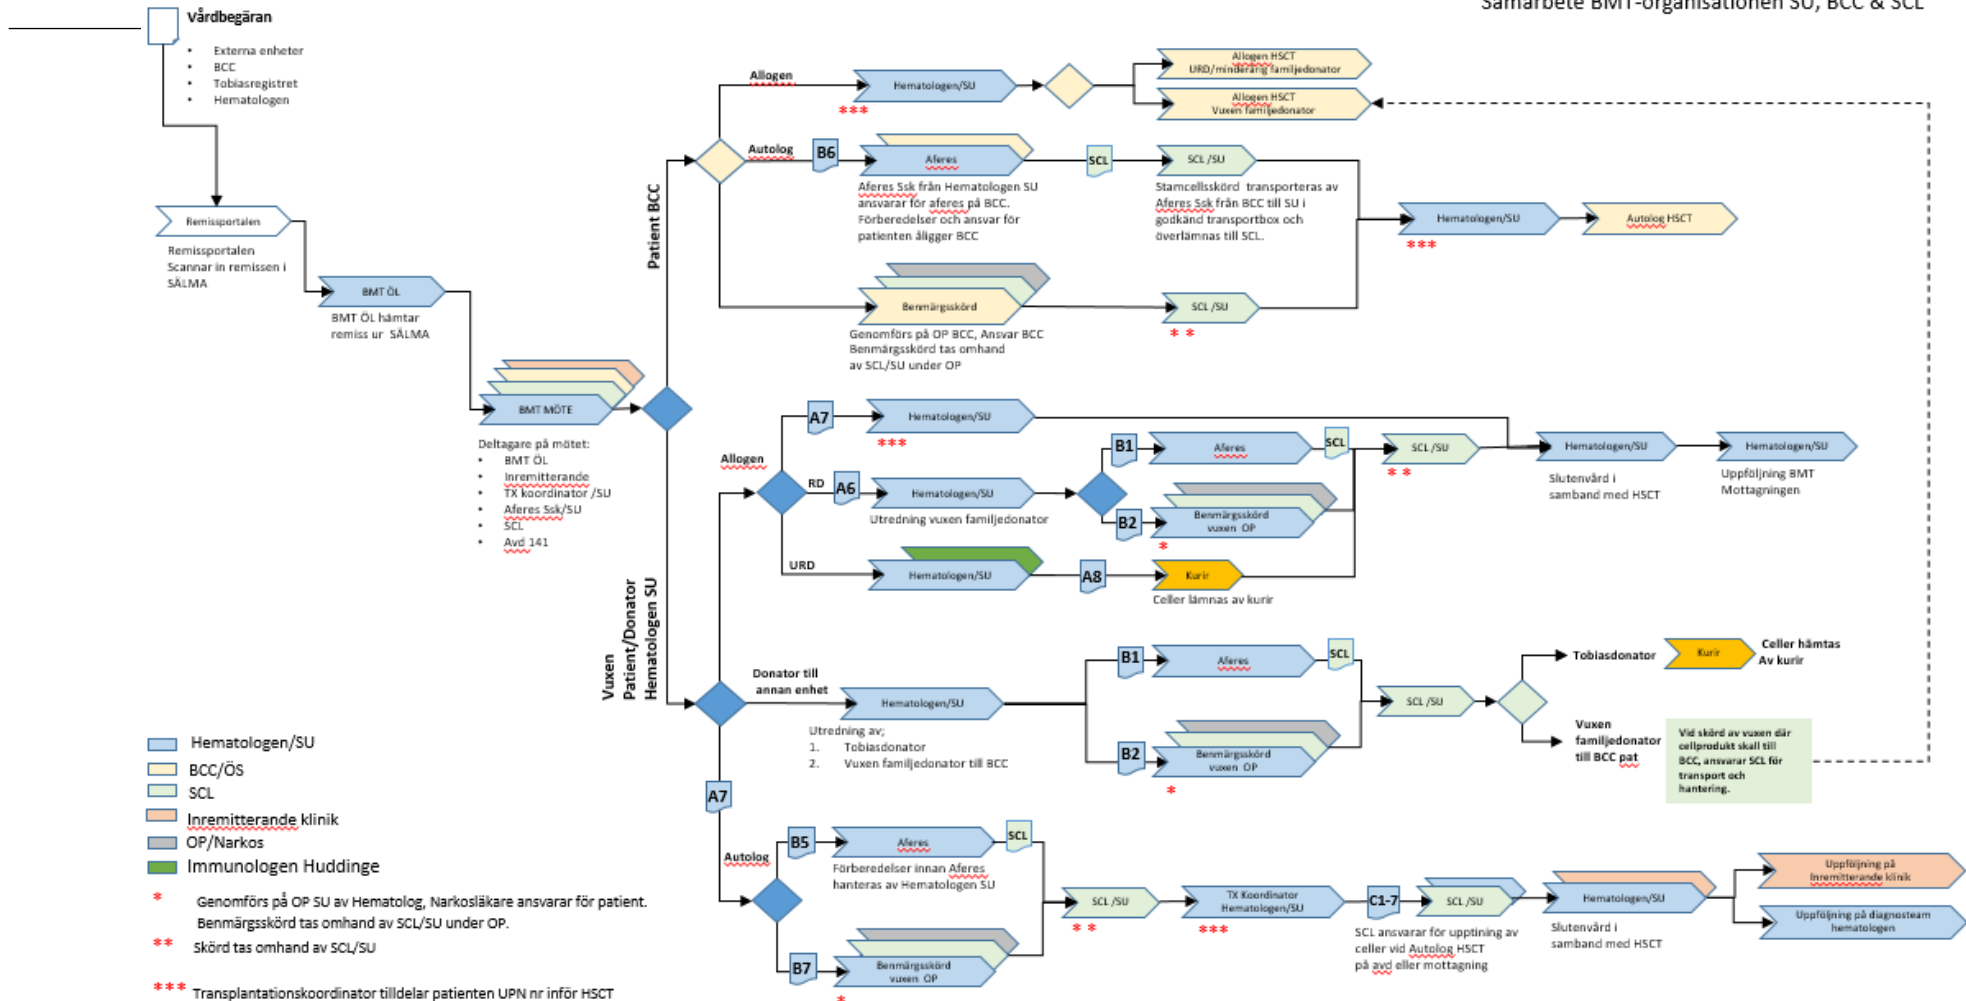 Samarbete BMT-organisationen SU, BCC & SCL
Vårdbegäran
• Externa enheter
• BCC
• Tobiasregistret
• Hematologen
Remissportalen
Remissportalen
Scannar in remissen i
SÄLMA
BMT ÖL
BMT ÖL hämtar
remiss ur SÄLMA
BMT MÖTE
Deltagare på mötet:
• BMT ÖL
• Inremitterande
• TX koordinator /SU
• Aferes Ssk/SU
• SCL
• Avd 141
Patient BCC
Allogen
Hematologen/SU
***
Allogen HSCT
URD/minderårig familjedonator
Allogen HSCT
Vuxen familjedonator
Autolog
B6
Aferes
SCL
SCL /SU
Aferes Ssk från Hematologen SU
ansvarar för aferes på BCC.
Förberedelser och ansvar för
patienten åligger BCC
Stamcellsskörd transporteras av
Aferes Ssk från BCC till SU i
godkänd transportbox och
överlämnas till SCL.
Hematologen/SU
***
Autolog HSCT
Benmärgsskörd
SCL /SU
* *
Genomförs på OP BCC, Ansvar BCC
Benmärgsskörd tas omhand
av SCL/SU under OP
Vuxen
Patient/Donator
Hematologen SU
Allogen
A7
Hematologen/SU
***
RD
A6
Hematologen/SU
Utredning vuxen familjedonator
B1
Aferes
SCL
B2
Benmärgsskörd
vuxen OP
*
SCL /SU
* *
Hematologen/SU
Slutenvård i
samband med HSCT
Hematologen/SU
Uppföljning BMT
Mottagningen
URD
Hematologen/SU
A8
Kurir
Celler lämnas av kurir
Donator till
annan enhet
Hematologen/SU
Utredning av;
1. Tobiasdonator
2. Vuxen familjedonator till BCC
B1
Aferes
SCL
B2
Benmärgsskörd
vuxen OP
*
SCL /SU
Tobiasdonator
Kurir
Celler hämtas
Av kurir
Vuxen
familjedonator
till BCC pat
Vid skörd av vuxen där
cellprodukt skall till
BCC, ansvarar SCL för
transport och
hantering.
A7
Autolog
B5
Aferes
SCL
Förberedelser innan Aferes
hanteras av Hematologen SU
B7
Benmärgsskörd
vuxen OP
*
SCL /SU
* *
TX Koordinator
Hematologen/SU
***
C1-7
SCL /SU
SCL ansvarar för upptining av
celler vid Autolog HSCT
på avd eller mottagning
Hematologen/SU
Slutenvård i
samband med HSCT
Uppföljning på
Inremitterande klinik
Uppföljning på diagnosteam
hematologen
Hematologen/SU
BCC/ÖS
SCL
Inremitterande klinik
OP/Narkos
Immunologen Huddinge
* Genomförs på OP SU av Hematolog, Narkosläkare ansvarar för patient.
Benmärgsskörd tas omhand av SCL/SU under OP.
** Skörd tas omhand av SCL/SU
*** Transplantationskoordinator tilldelar patienten UPN nr inför HSCT